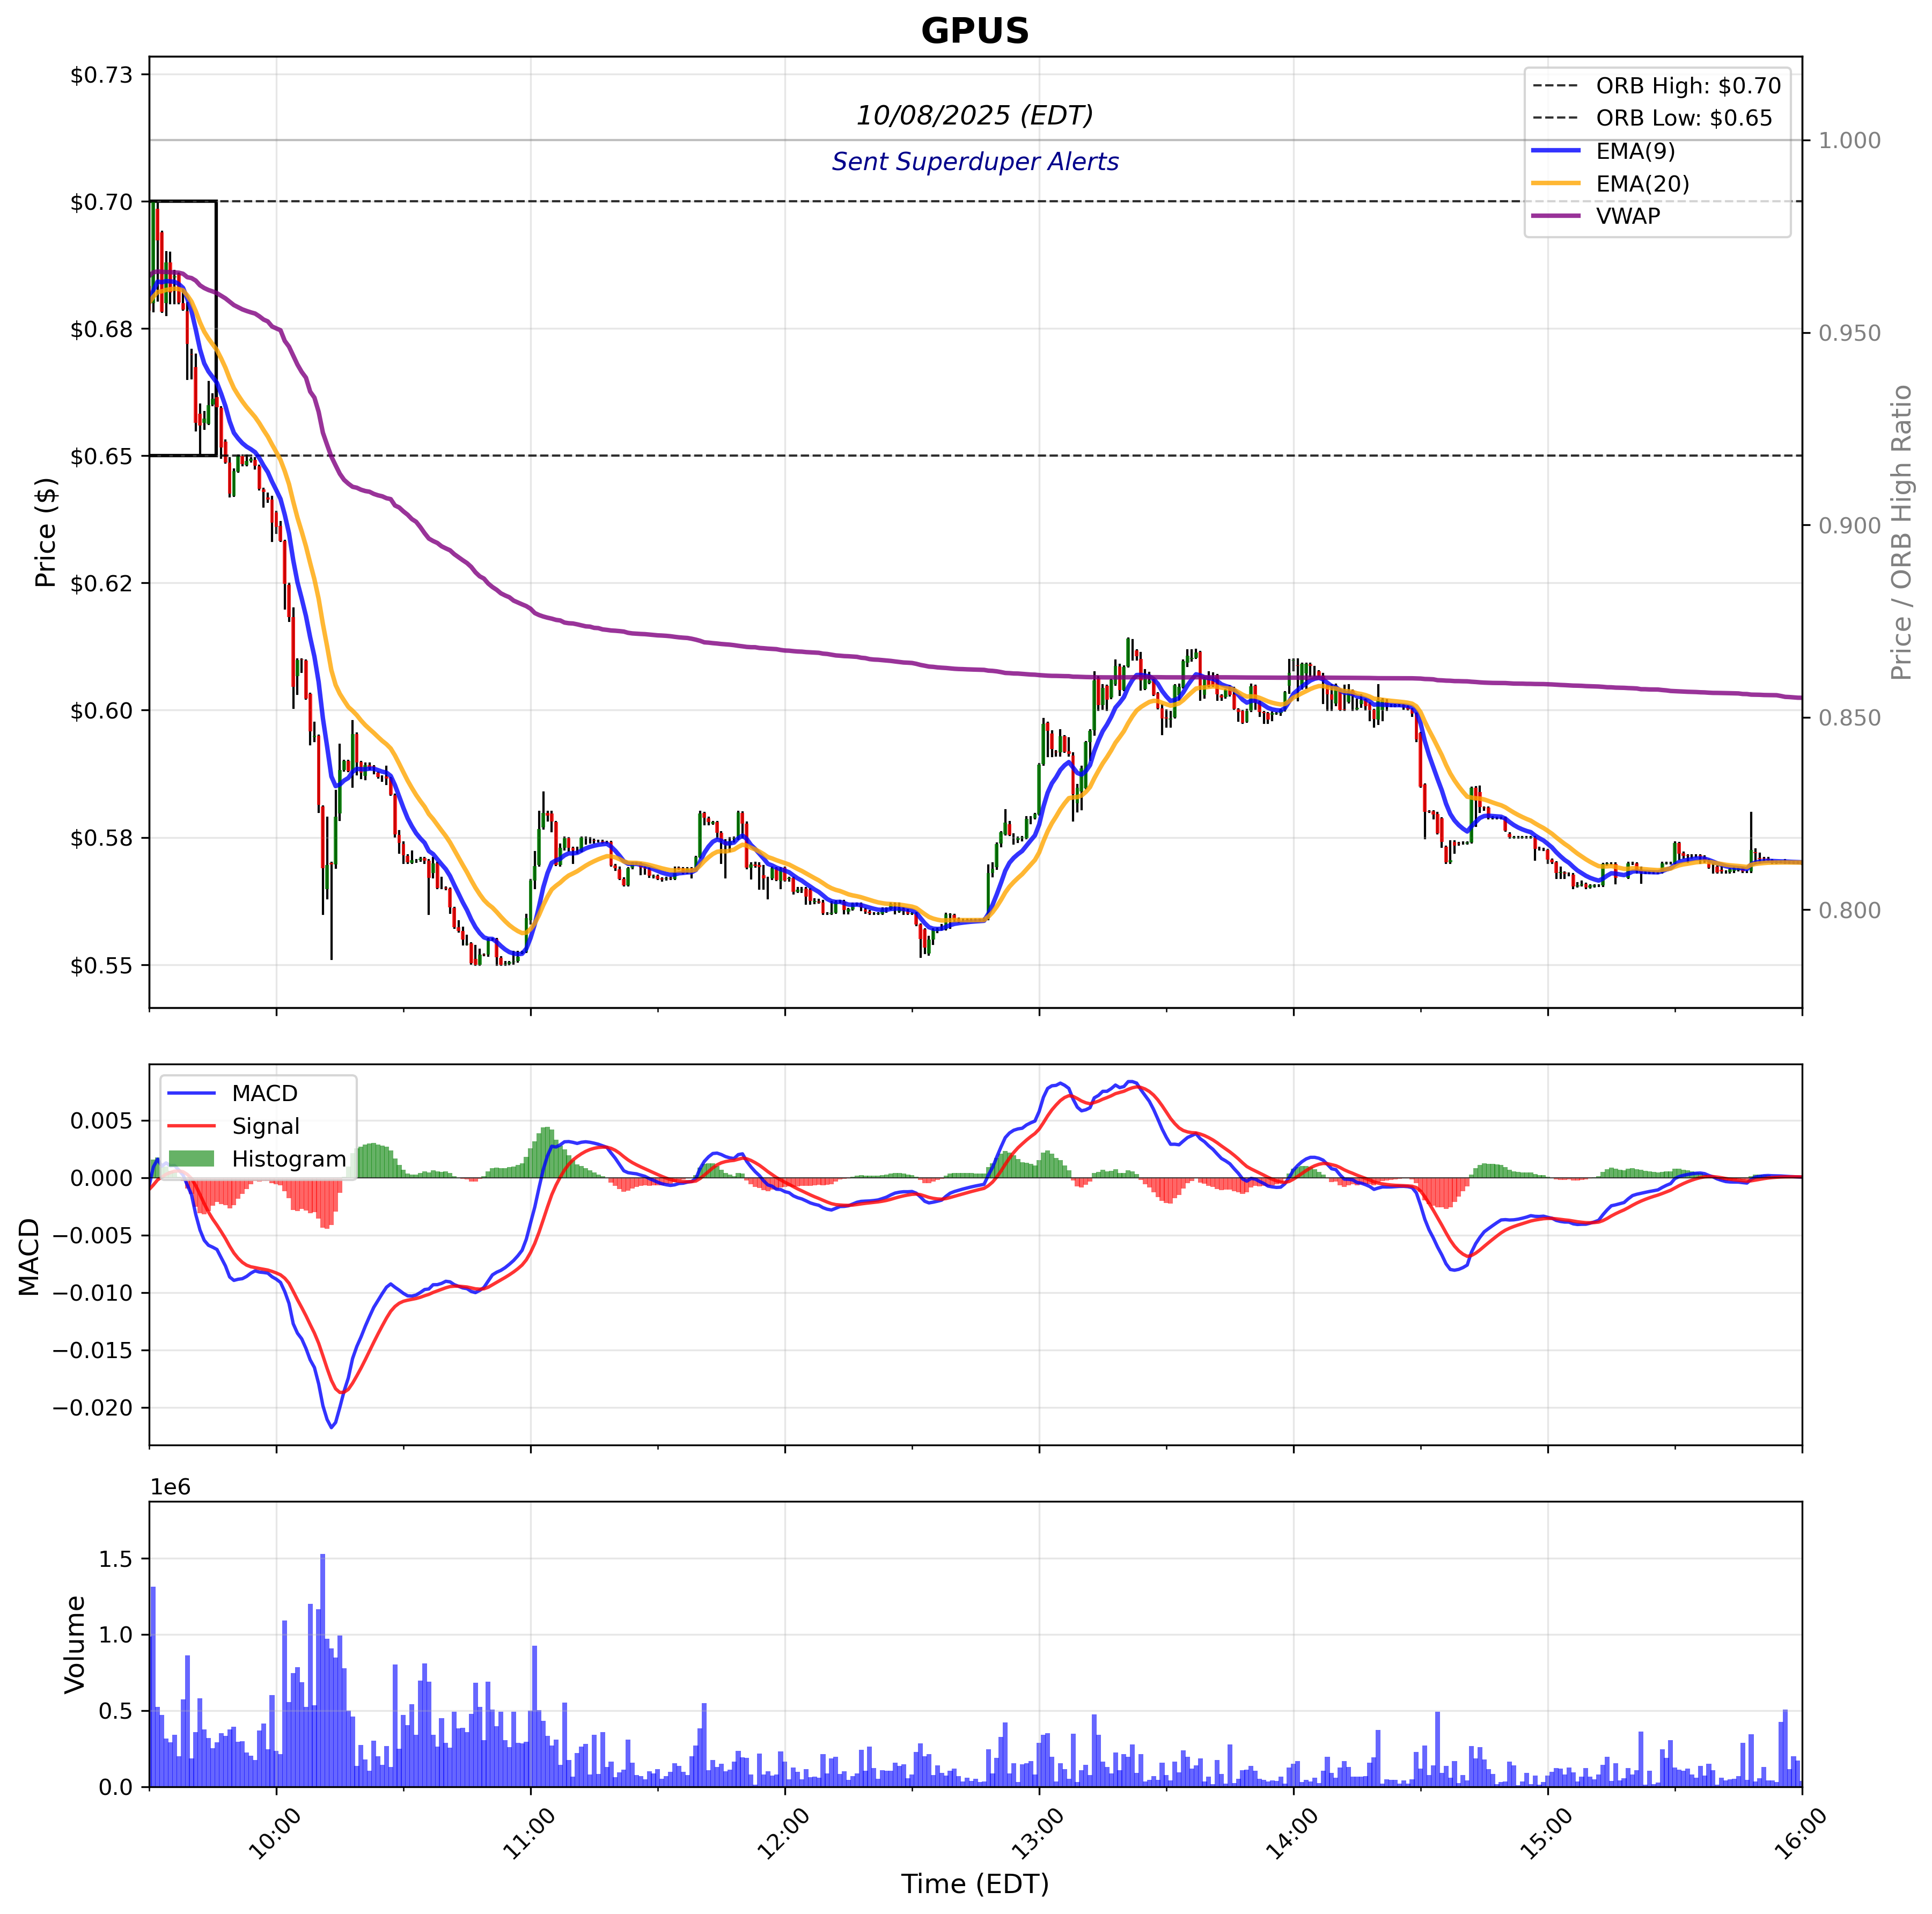 GPUS
$0.73
$0.70
$0.68
$0.65
$0.62
$0.60
$0.58
$0.55
Price ($)
10/08/2025 (EDT)
Sent Superduper Alerts
ORB High: $0.70
ORB Low: $0.65
EMA(9)
EMA(20)
VWAP
1.000
0.950
0.900
0.850
0.800
Price / ORB High Ratio
MACD
Signal
Histogram
0.005
0.000
−0.005
−0.010
−0.015
−0.020
MACD
1e6
1.5
1.0
0.5
0.0
Volume
10:00
11:00
12:00
13:00
14:00
15:00
16:00
Time (EDT)